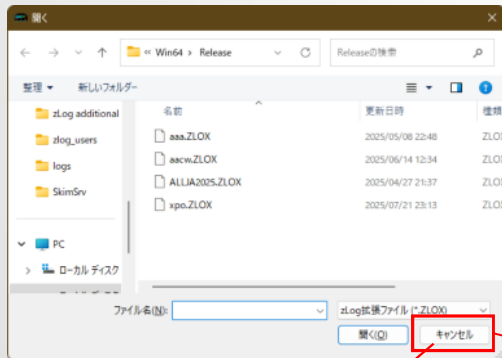 開く
« Win64 › Release
Releaseの検索
整理
新しいフォルダー
名前
更新日時
種類
zLog additional
zlog_users
logs
SkimSrv
PC
ローカル ディスク
aaa.ZLOX 2025/05/08 22:48 ZLO
aacw.ZLOX 2025/06/14 12:34 ZLO
ALLJA2025.ZLOX 2025/04/27 21:37 ZLO
xpo.ZLOX 2025/07/21 23:13 ZLO
ファイル名(N):
zLog拡張ファイル (*.ZLOX)
開く(O)
キャンセル